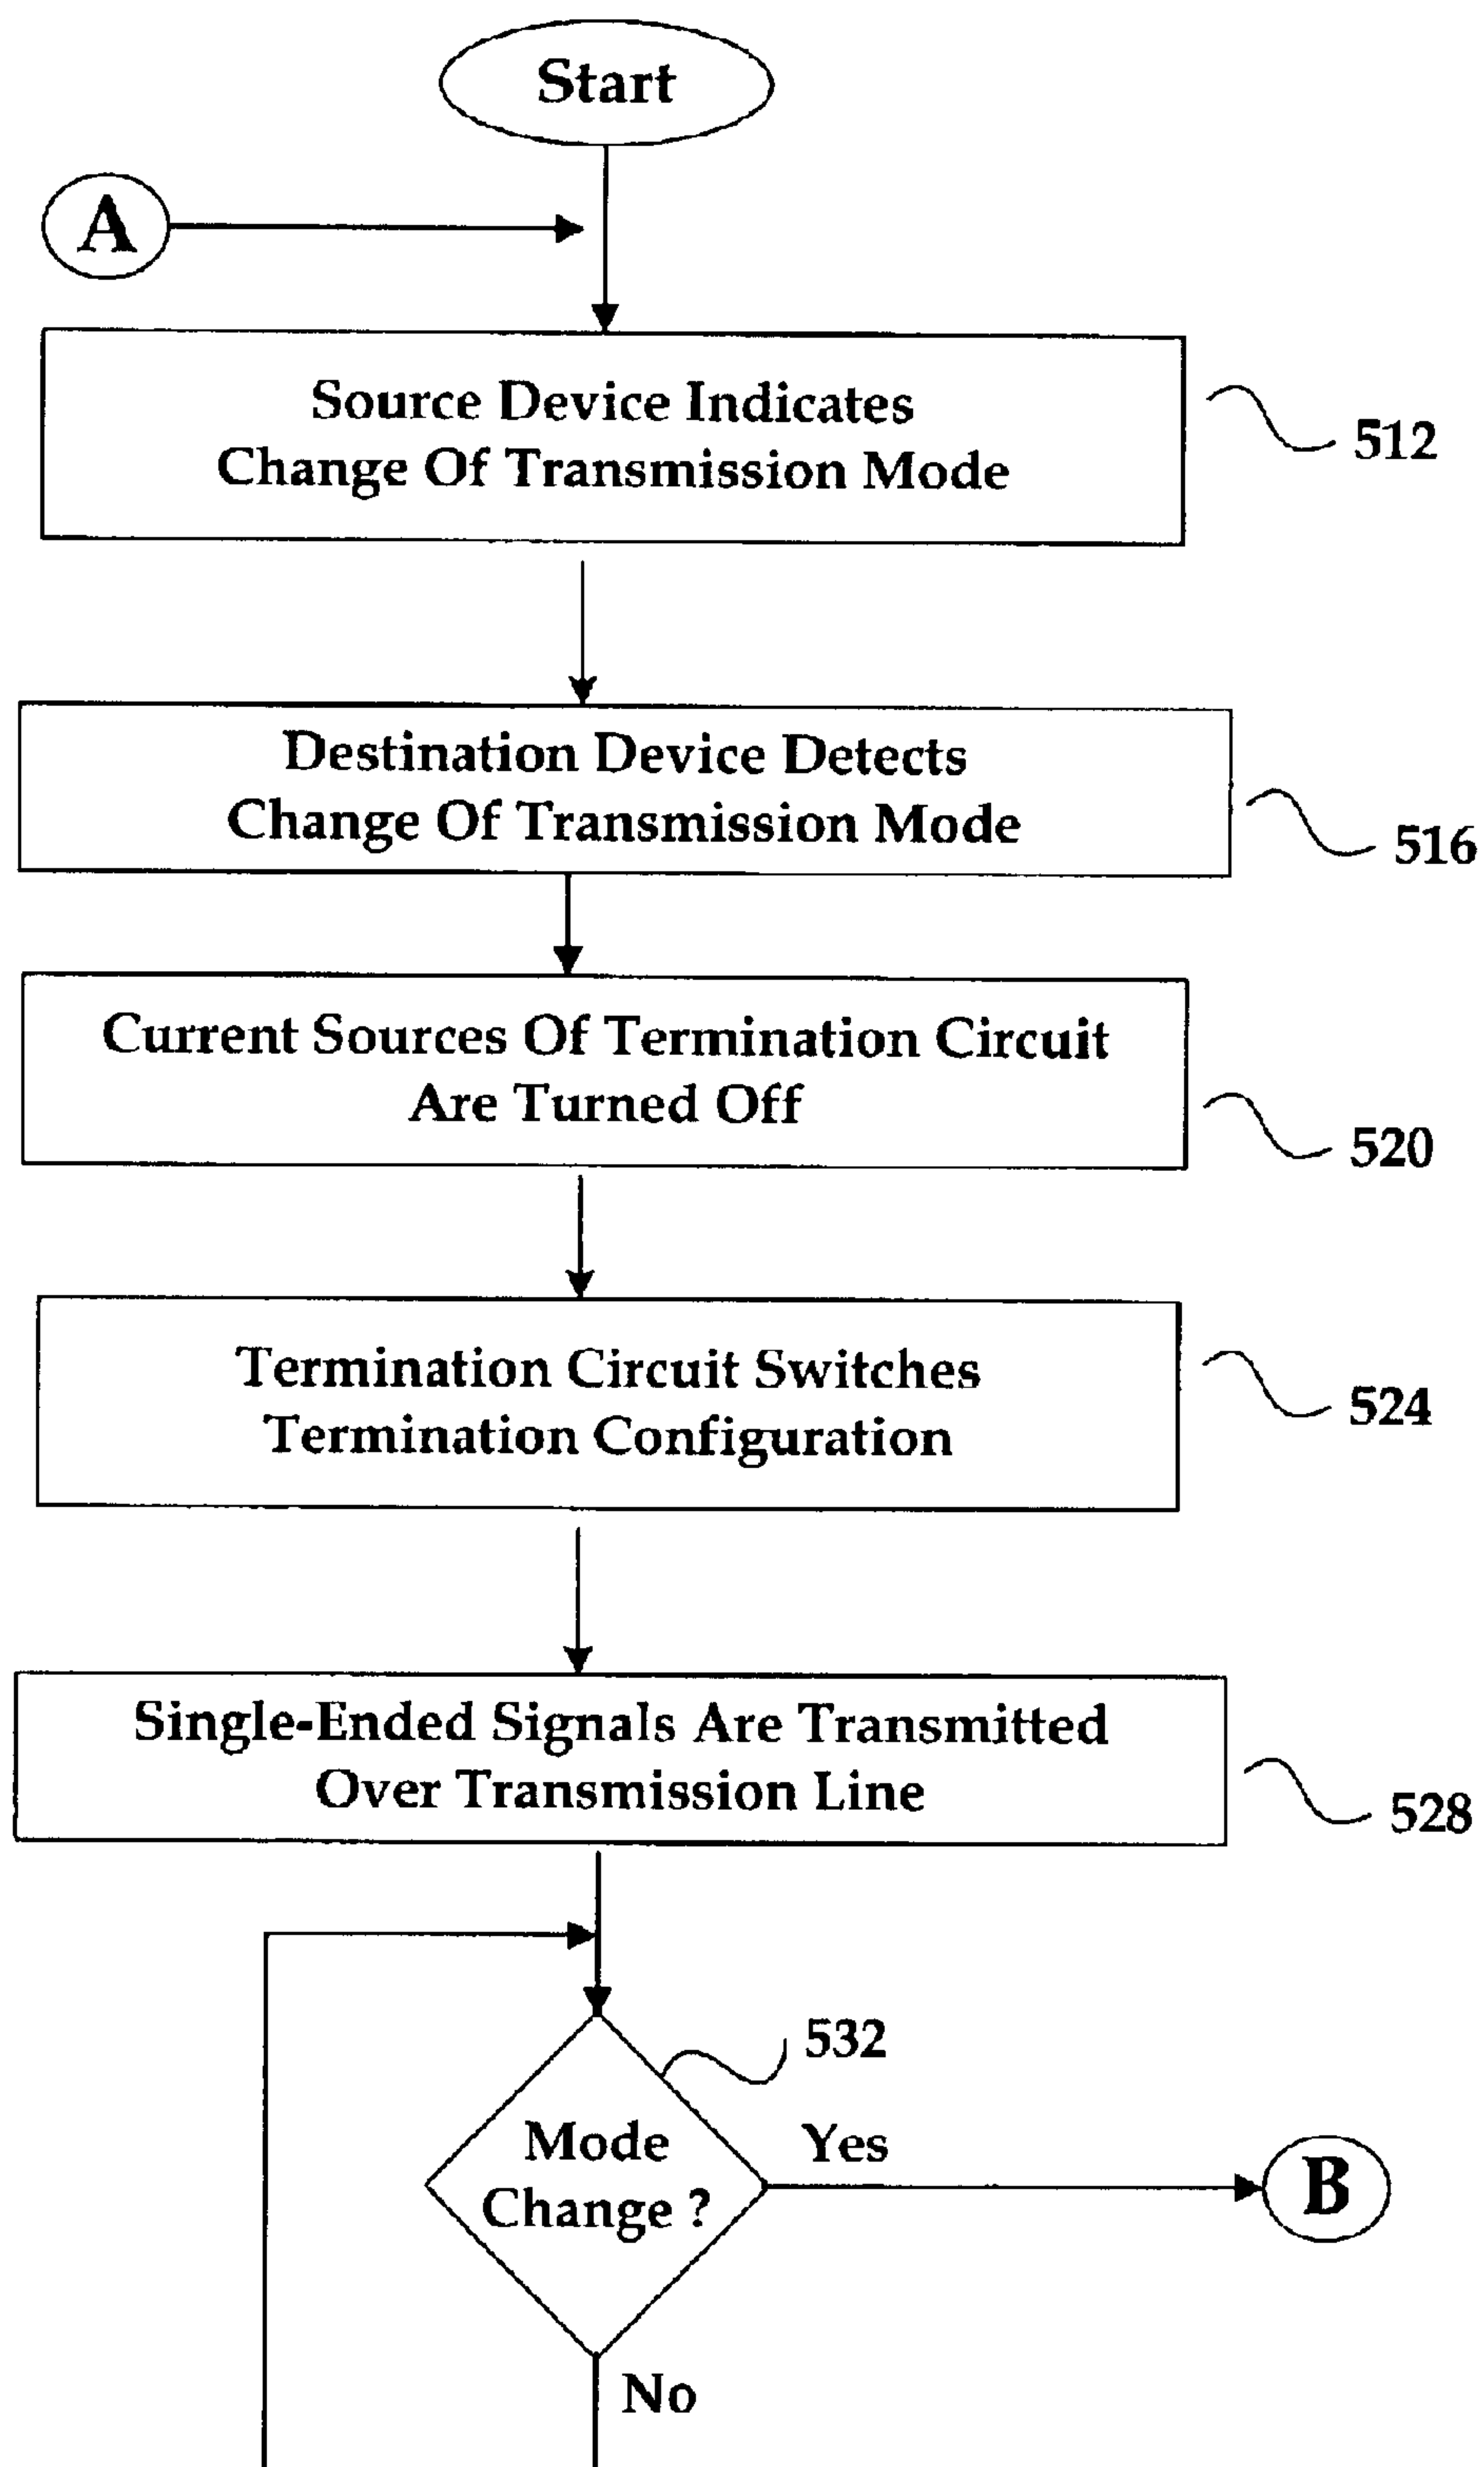 Start
A
Source Device Indicates
Change Of Transmission Mode
512
Destination Device Detects
Change Of Transmission Mode
516
Current Sources Of Termination Circuit
Are Turned Off
520
Termination Circuit Switches
Termination Configuration
524
Single-Ended Signals Are Transmitted
Over Transmission Line
528
532
Mode
Change ?
Yes
B
No